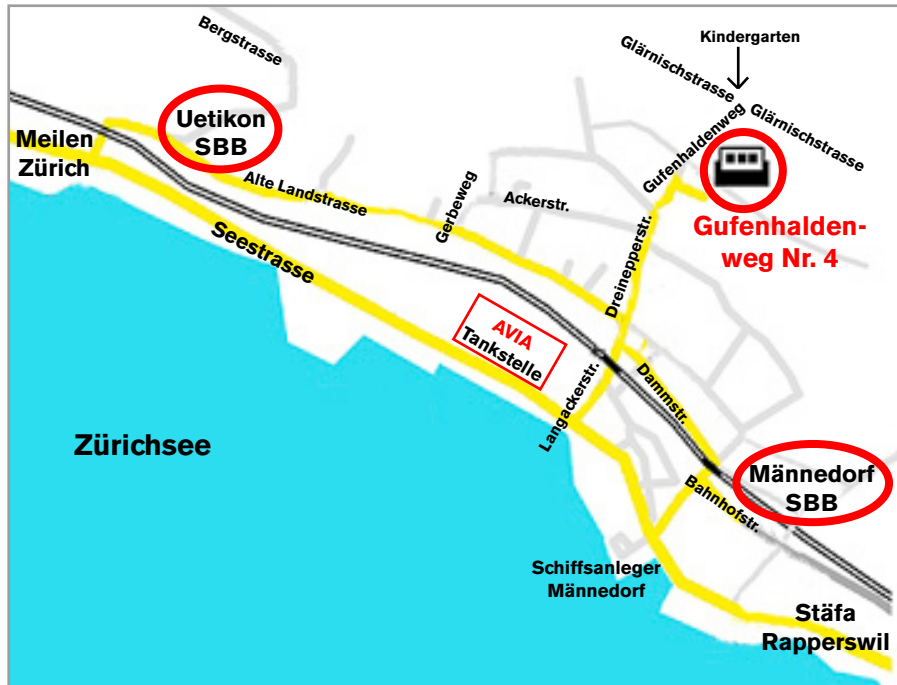 Bergstrasse
Kindergarten
Glärnischstrasse
Glärnischstrasse
Uetikon
SBB
Meilen
Zürich
Gufenhaldenweg
Alte Landstrasse
Gerbeweg
Ackerstr.
Gufenhalden-
weg Nr. 4
Seestrasse
Dreinepperstr.
AVIA
Tankstelle
Langackerstr.
Dammstr.
Zürichsee
Männedorf
SBB
Bahnhofstr.
Schiffsanleger
Männedorf
Stäfa
Rapperswil